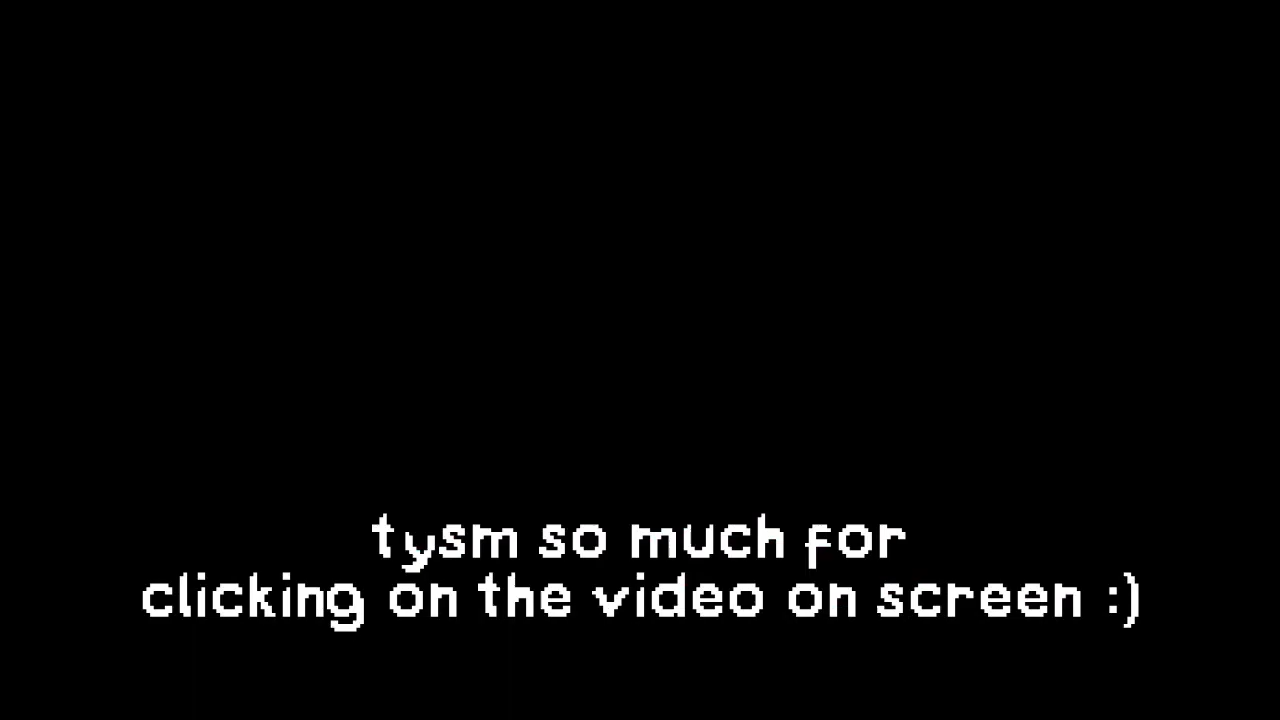 tysm so much for
clicking on the video on screen :)